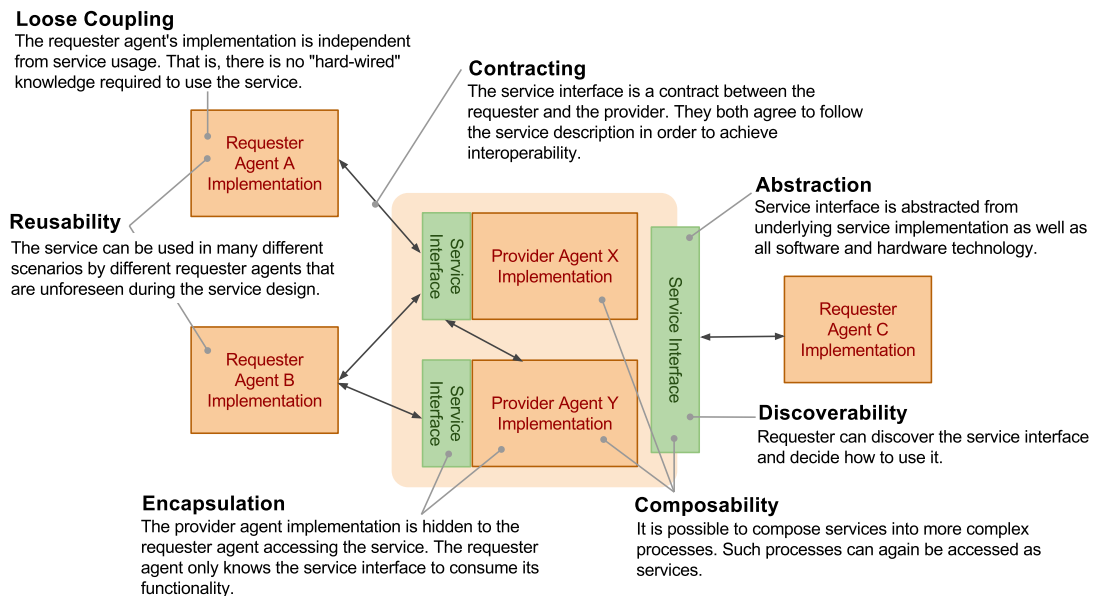 Loose Coupling
The requester agent's implementation is independent
from service usage. That is, there is no "hard-wired"
knowledge required to use the service.
Contracting
The service interface is a contract between the
requester and the provider. They both agree to follow
the service description in order to achieve
interoperability.
Requester
Agent A
Implementation
Abstraction
Service interface is abstracted from
underlying service implementation as well as
all software and hardware technology.
Reusability
The service can be used in many different
scenarios by different requester agents that
are unforeseen during the service design.
Service
Interface
Provider Agent X
Implementation
Service Interface
Requester
Agent C
Implementation
Requester
Agent B
Implementation
Service
Interface
Provider Agent Y
Implementation
Discoverability
Requester can discover the service interface
and decide how to use it.
Encapsulation
The provider agent implementation is hidden to the
requester agent accessing the service. The requester
agent only knows the service interface to consume its
functionality.
Composability
It is possible to compose services into more complex
processes. Such processes can again be accessed as
services.